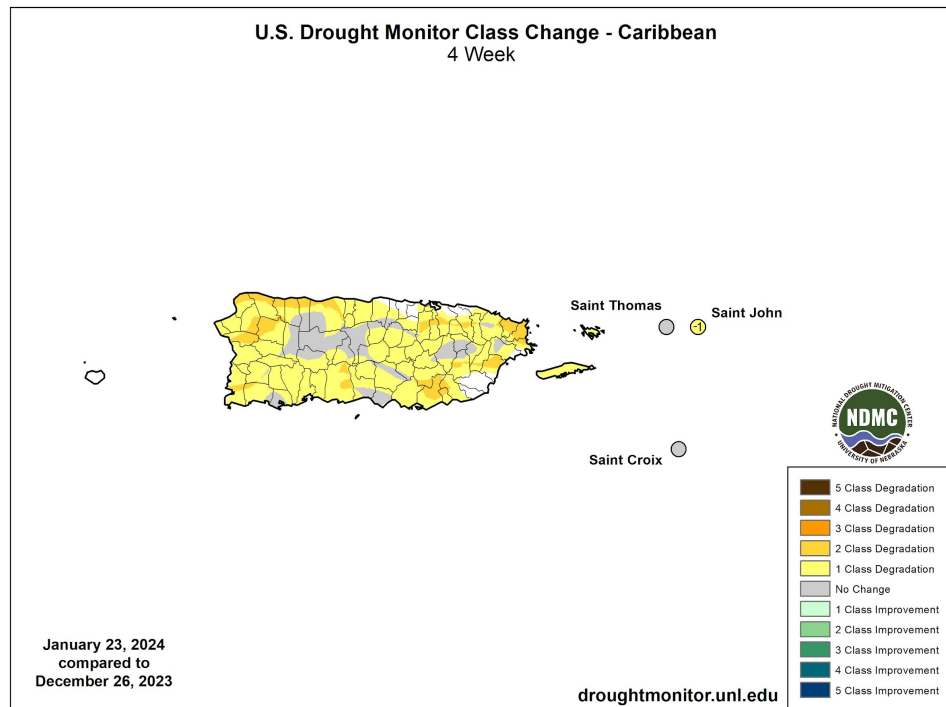 U.S. Drought Monitor Class Change - Caribbean
4 Week
Saint Thomas
Saint John
-1
Saint Croix
NATIONAL DROUGHT MITIGATION CENTER
NDMC
UNIVERSITY OF NEBRASKA
5 Class Degradation
4 Class Degradation
3 Class Degradation
2 Class Degradation
1 Class Degradation
No Change
1 Class Improvement
2 Class Improvement
3 Class Improvement
4 Class Improvement
5 Class Improvement
January 23, 2024
compared to
December 26, 2023
droughtmonitor.unl.edu